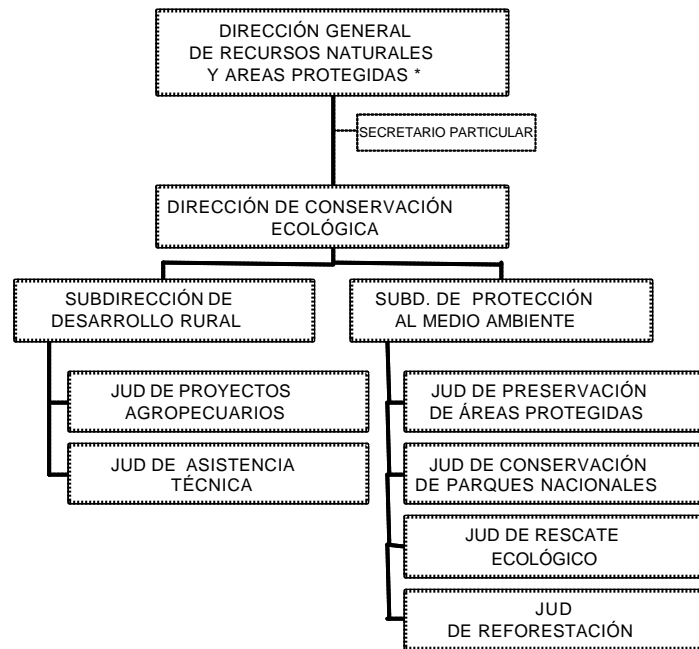 DIRECCIÓN GENERAL
DE RECURSOS NATURALES
Y AREAS PROTEGIDAS *
SECRETARIO PARTICULAR
DIRECCIÓN DE CONSERVACIÓN
ECOLÓGICA
SUBDIRECCIÓN DE
DESARROLLO RURAL
SUBD. DE PROTECCIÓN
AL MEDIO AMBIENTE
JUD DE PROYECTOS
AGROPECUARIOS
JUD DE ASISTENCIA
TÉCNICA
JUD DE PRESERVACIÓN
DE ÁREAS PROTEGIDAS
JUD DE CONSERVACIÓN
DE PARQUES NACIONALES
JUD DE RESCATE
ECOLÓGICO
JUD
DE REFORESTACIÓN